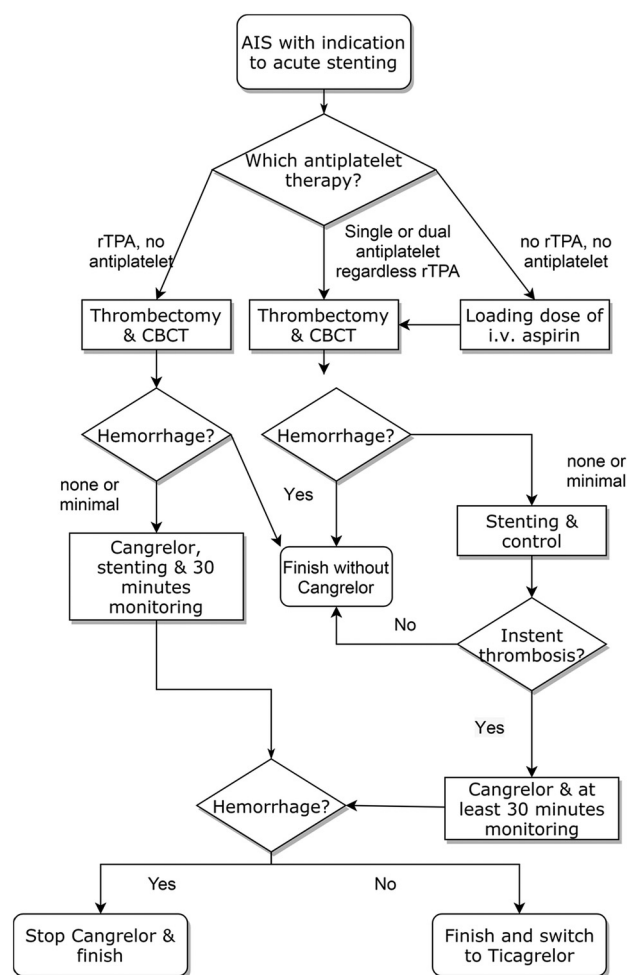 AIS with indication
to acute stenting
Which antiplatelet
therapy?
rTPA, no
antiplatelet
Single or dual
antiplatelet
regardless rTPA
no rTPA, no
antiplatelet
Thrombectomy
& CBCT
Thrombectomy
& CBCT
Loading dose of
i.v. aspirin
Hemorrhage?
Hemorrhage?
none or
minimal
Yes
none or
minimal
Cangrelor,
stenting & 30
minutes
monitoring
Finish without
Cangrelor
Stenting &
control
No
Instent
thrombosis?
Yes
Hemorrhage?
Cangrelor & at
least 30 minutes
monitoring
Yes
No
Stop Cangrelor &
finish
Finish and switch
to Ticagrelor